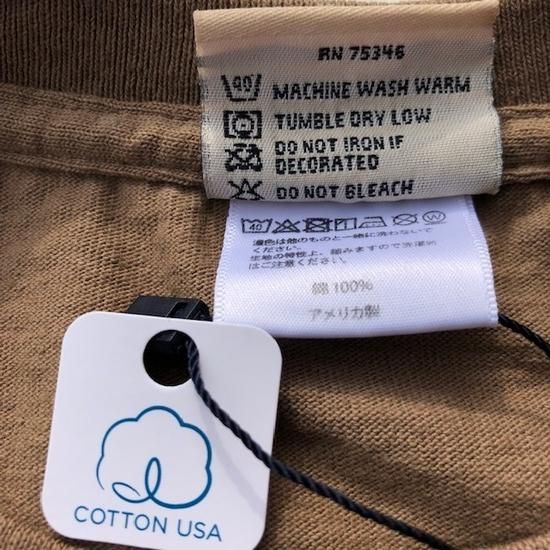 RN 75346
MACHINE WASH WARM
TUMBLE DRY LOW
DO NOT IRON IF
DECORATED
DO NOT BLEACH
40
W
濃色は他のものと一緒に洗わないで
ください。
生地の特性上、縮みますので洗濯時
はご注意ください。
綿 100%
アメリカ製
COTTON USA